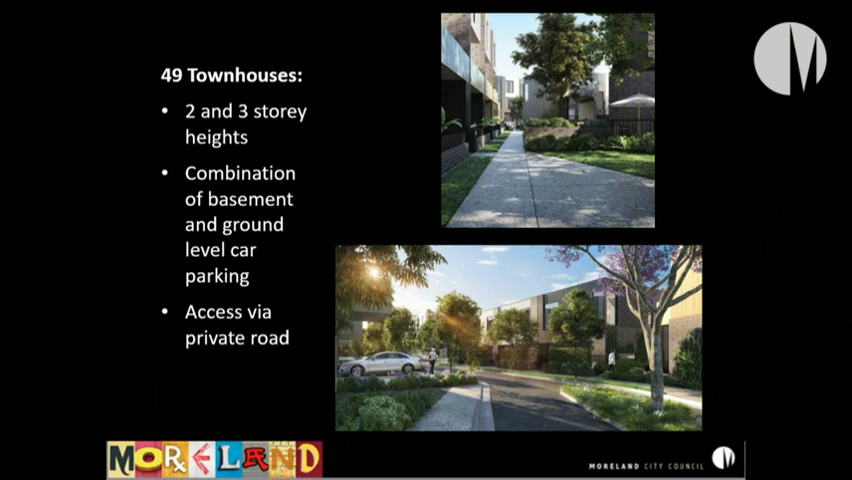 49 Townhouses:
• 2 and 3 storey
heights
• Combination
of basement
and ground
level car
parking
• Access via
private road
MORELAND
MORELAND CITY COUNCIL